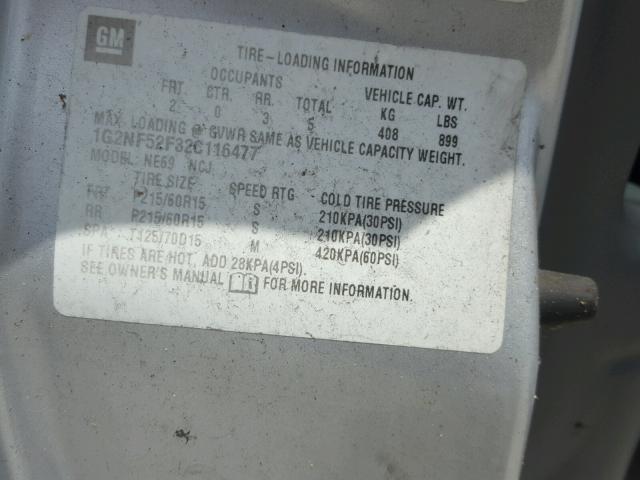 GM
TIRE-LOADING INFORMATION
OCCUPANTS VEHICLE CAP. WT.
FRT. CTR. RR. TOTAL KG LBS
2 0 3 5 408 899
MAX. LOADING @ GVWR SAME AS VEHICLE CAPACITY WEIGHT.
1G2NF52F32C116477
MODEL NE69 NCJ
TIRE SIZE SPEED RTG COLD TIRE PRESSURE
FRT P215/60R15 S 210KPA(30PSI)
RR P215/60R15 S 210KPA(30PSI)
SPA T125/70D15 M 420KPA(60PSI)
IF TIRES ARE HOT, ADD 28KPA(4PSI).
SEE OWNER'S MANUAL FOR MORE INFORMATION.